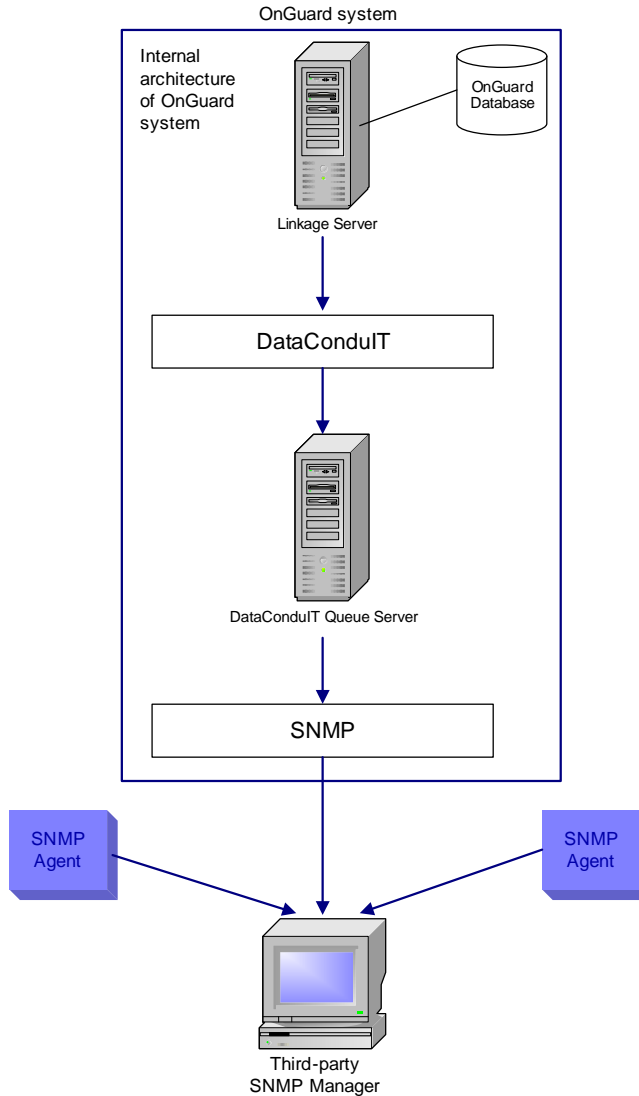 OnGuard system
Internal
architecture
of OnGuard
system
OnGuard
Database
Linkage Server
DataConduIT
DataConduIT Queue Server
SNMP
SNMP
Agent
SNMP
Agent
Third-party
SNMP Manager